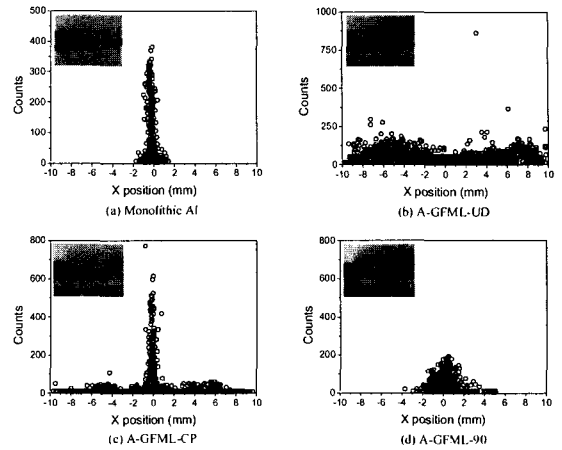 500
400
300
200
100
0
Counts
-10 -8 -6 -4 -2 0 2 4 6 8 10
X position (mm)
(a) Monolithic Al
1000
750
500
250
0
Counts
-10 -8 -6 -4 -2 0 2 4 6 8 10
X position (mm)
(b) A-GFML-UD
800
600
400
200
0
Counts
-10 -8 -6 -4 -2 0 2 4 6 8 10
X position (mm)
(c) A-GFML-CP
800
600
400
200
0
Counts
-10 -8 -6 -4 -2 0 2 4 6 8 10
X position (mm)
(d) A-GFML-90